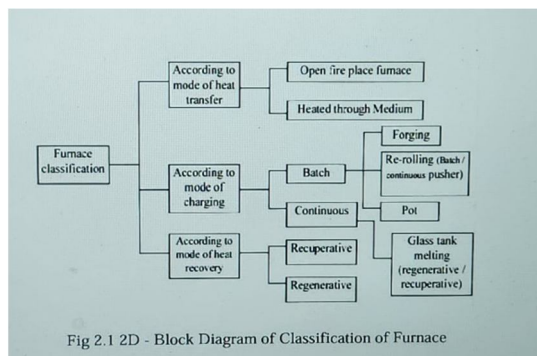 According to
mode of heat
transfer
Open fire place furnace
Heated through Medium
Furnace
classification
According to
mode of
charging
Batch
Continuous
Forging
Re-rolling (Batch /
continuous pusher)
Pot
Glass tank
melting
(regenerative /
recuperative)
According to
mode of heat
recovery
Recuperative
Regenerative
Fig 2.1 2D - Block Diagram of Classification of Furnace